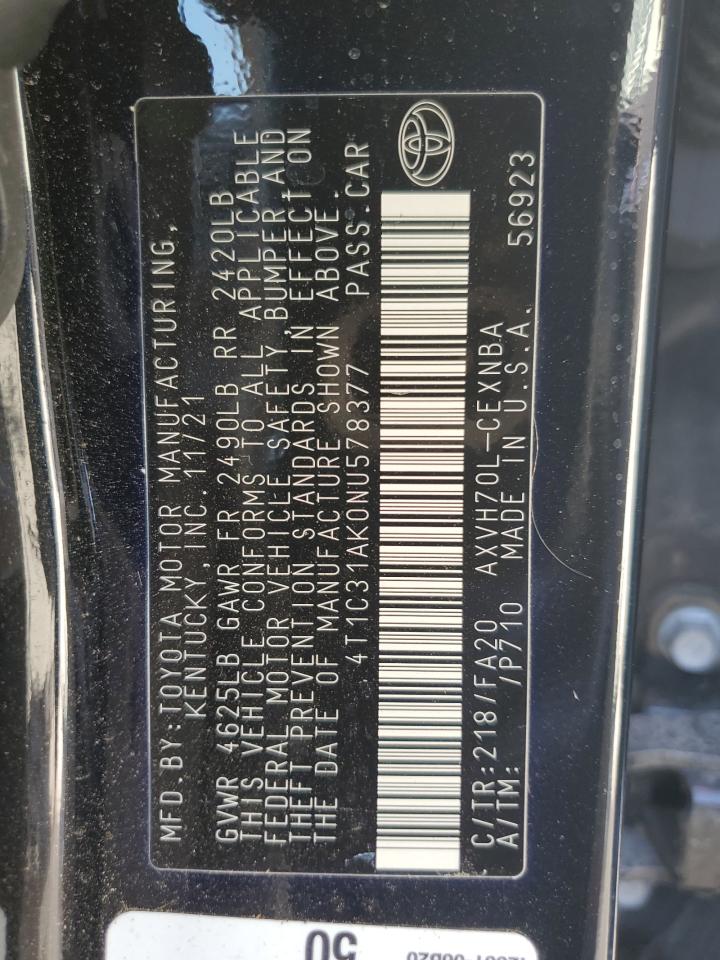 MFD.BY:TOYOTA MOTOR MANUFACTURING,
KENTUCKY,INC. 11/21
GVWR 4625LB GAWR FR 2490LB RR 2420LB
THIS VEHICLE CONFORMS TO ALL APPLICABLE
FEDERAL MOTOR VEHICLE SAFETY,BUMPER AND
THEFT PREVENTION STANDARDS IN EFFECT ON
THE DATE OF MANUFACTURE SHOWN ABOVE.
4T1C31AK0NU578377 PASS.CAR
C/TR:218/FA20 AXVH70L-CEXNBA
A/TM: /P710 MADE IN U.S.A. 56923
50